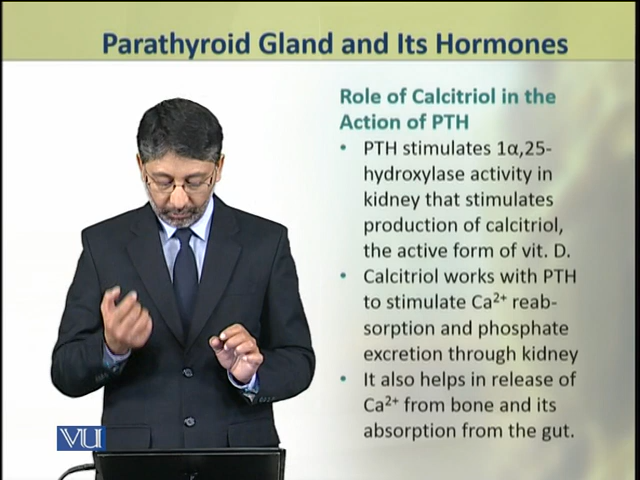 Parathyroid Gland and Its Hormones
Role of Calcitriol in the
Action of PTH
• PTH stimulates 1α,25-
hydroxylase activity in
kidney that stimulates
production of calcitriol,
the active form of vit. D.
• Calcitriol works with PTH
to stimulate Ca²⁺ reab-
sorption and phosphate
excretion through kidney
• It also helps in release of
Ca²⁺ from bone and its
absorption from the gut.
VU